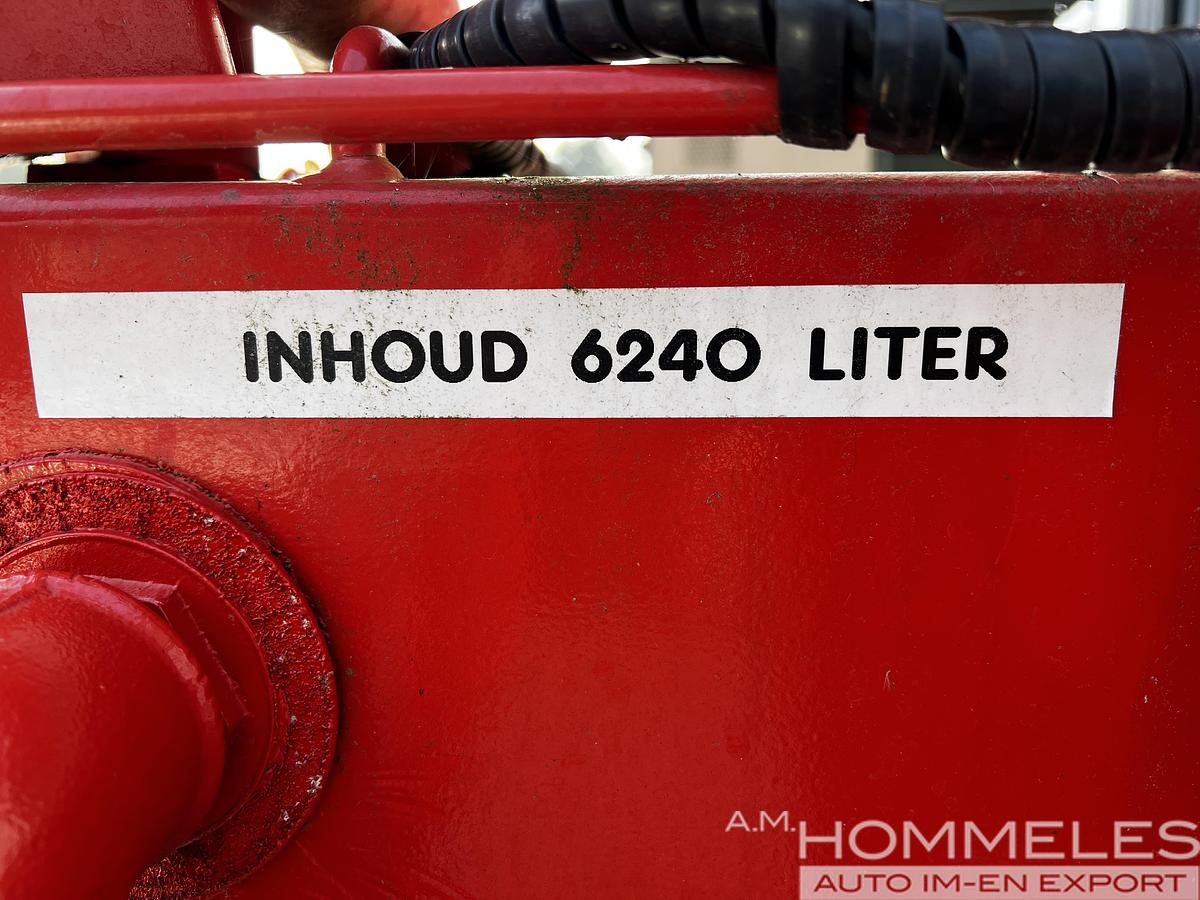 INHOUD 6240 LITER
A.M. HOMMELES
AUTO IM-EN EXPORT